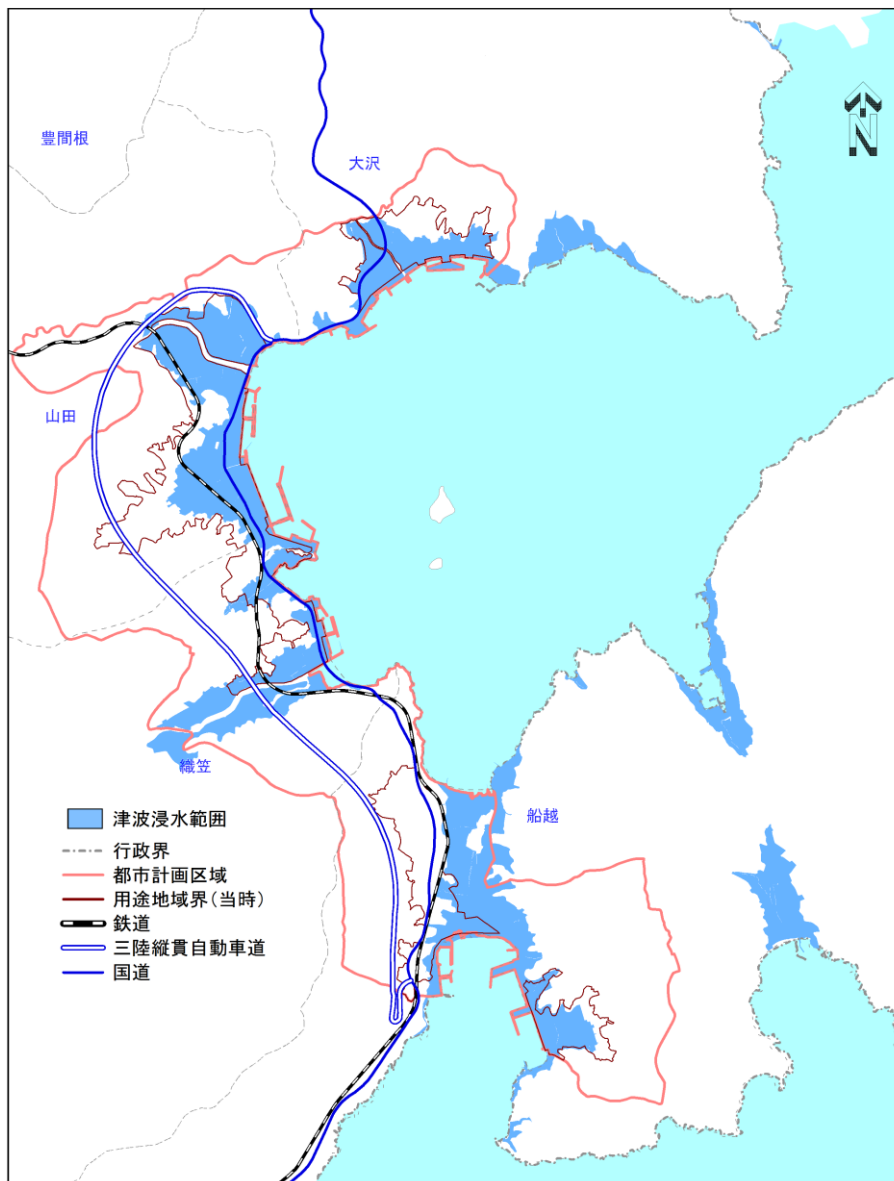 豊間根
大沢
N
山田
織笠
船越
津波浸水範囲
行政界
都市計画区域
用途地域界(当時)
鉄道
三陸縦貫自動車道
国道